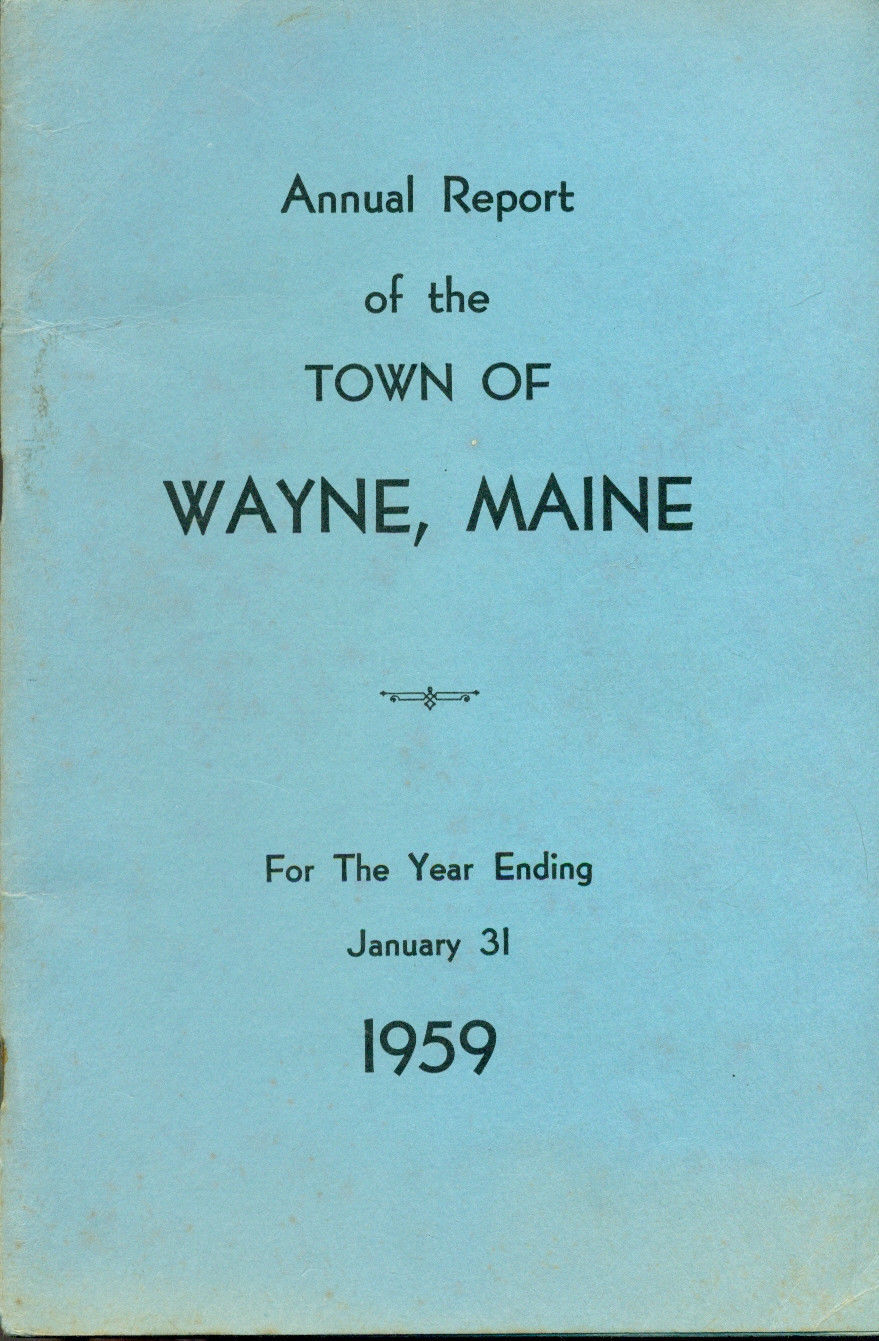 Annual Report
of the
TOWN OF
WAYNE, MAINE
For The Year Ending
January 31
1959